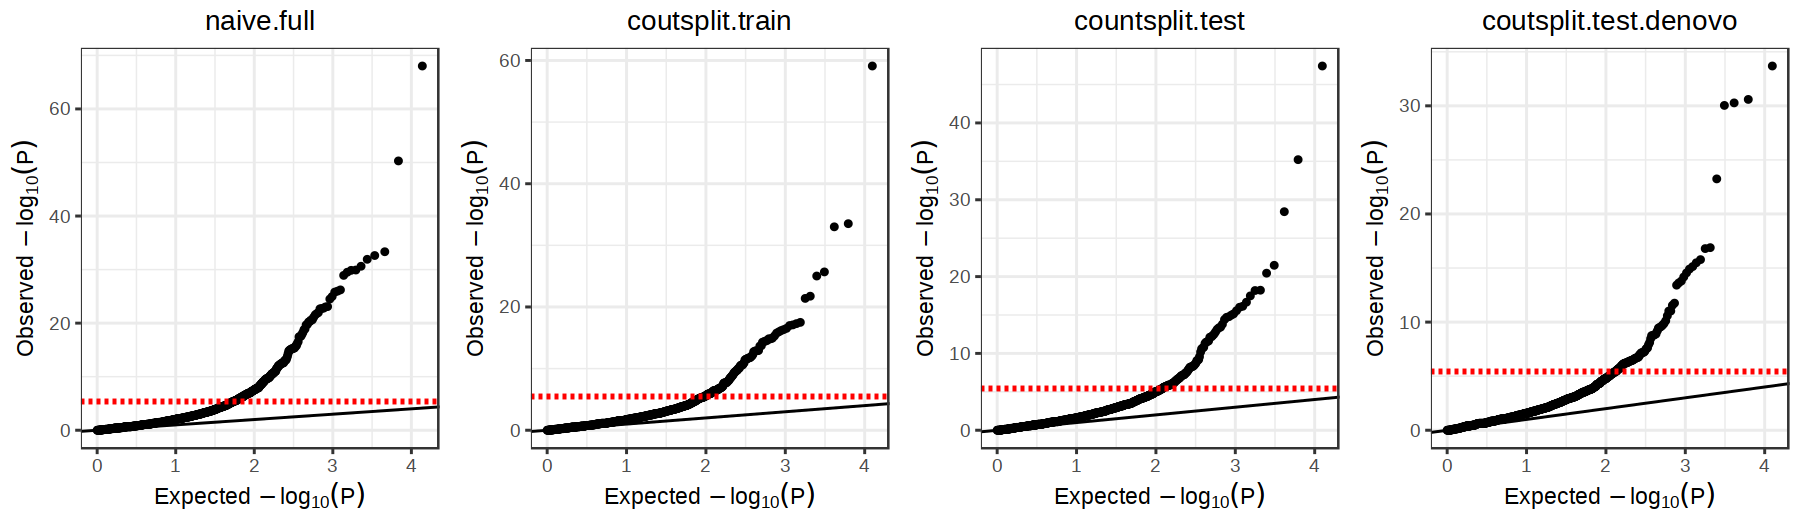 naive.full
coutsplit.train
countsplit.test
coutsplit.test.denovo
Observed −log10(P)
60
40
20
0
0 1 2 3 4
Expected −log10(P)
Observed −log10(P)
60
40
20
0
0 1 2 3 4
Expected −log10(P)
Observed −log10(P)
40
30
20
10
0
0 1 2 3 4
Expected −log10(P)
Observed −log10(P)
30
20
10
0
0 1 2 3 4
Expected −log10(P)